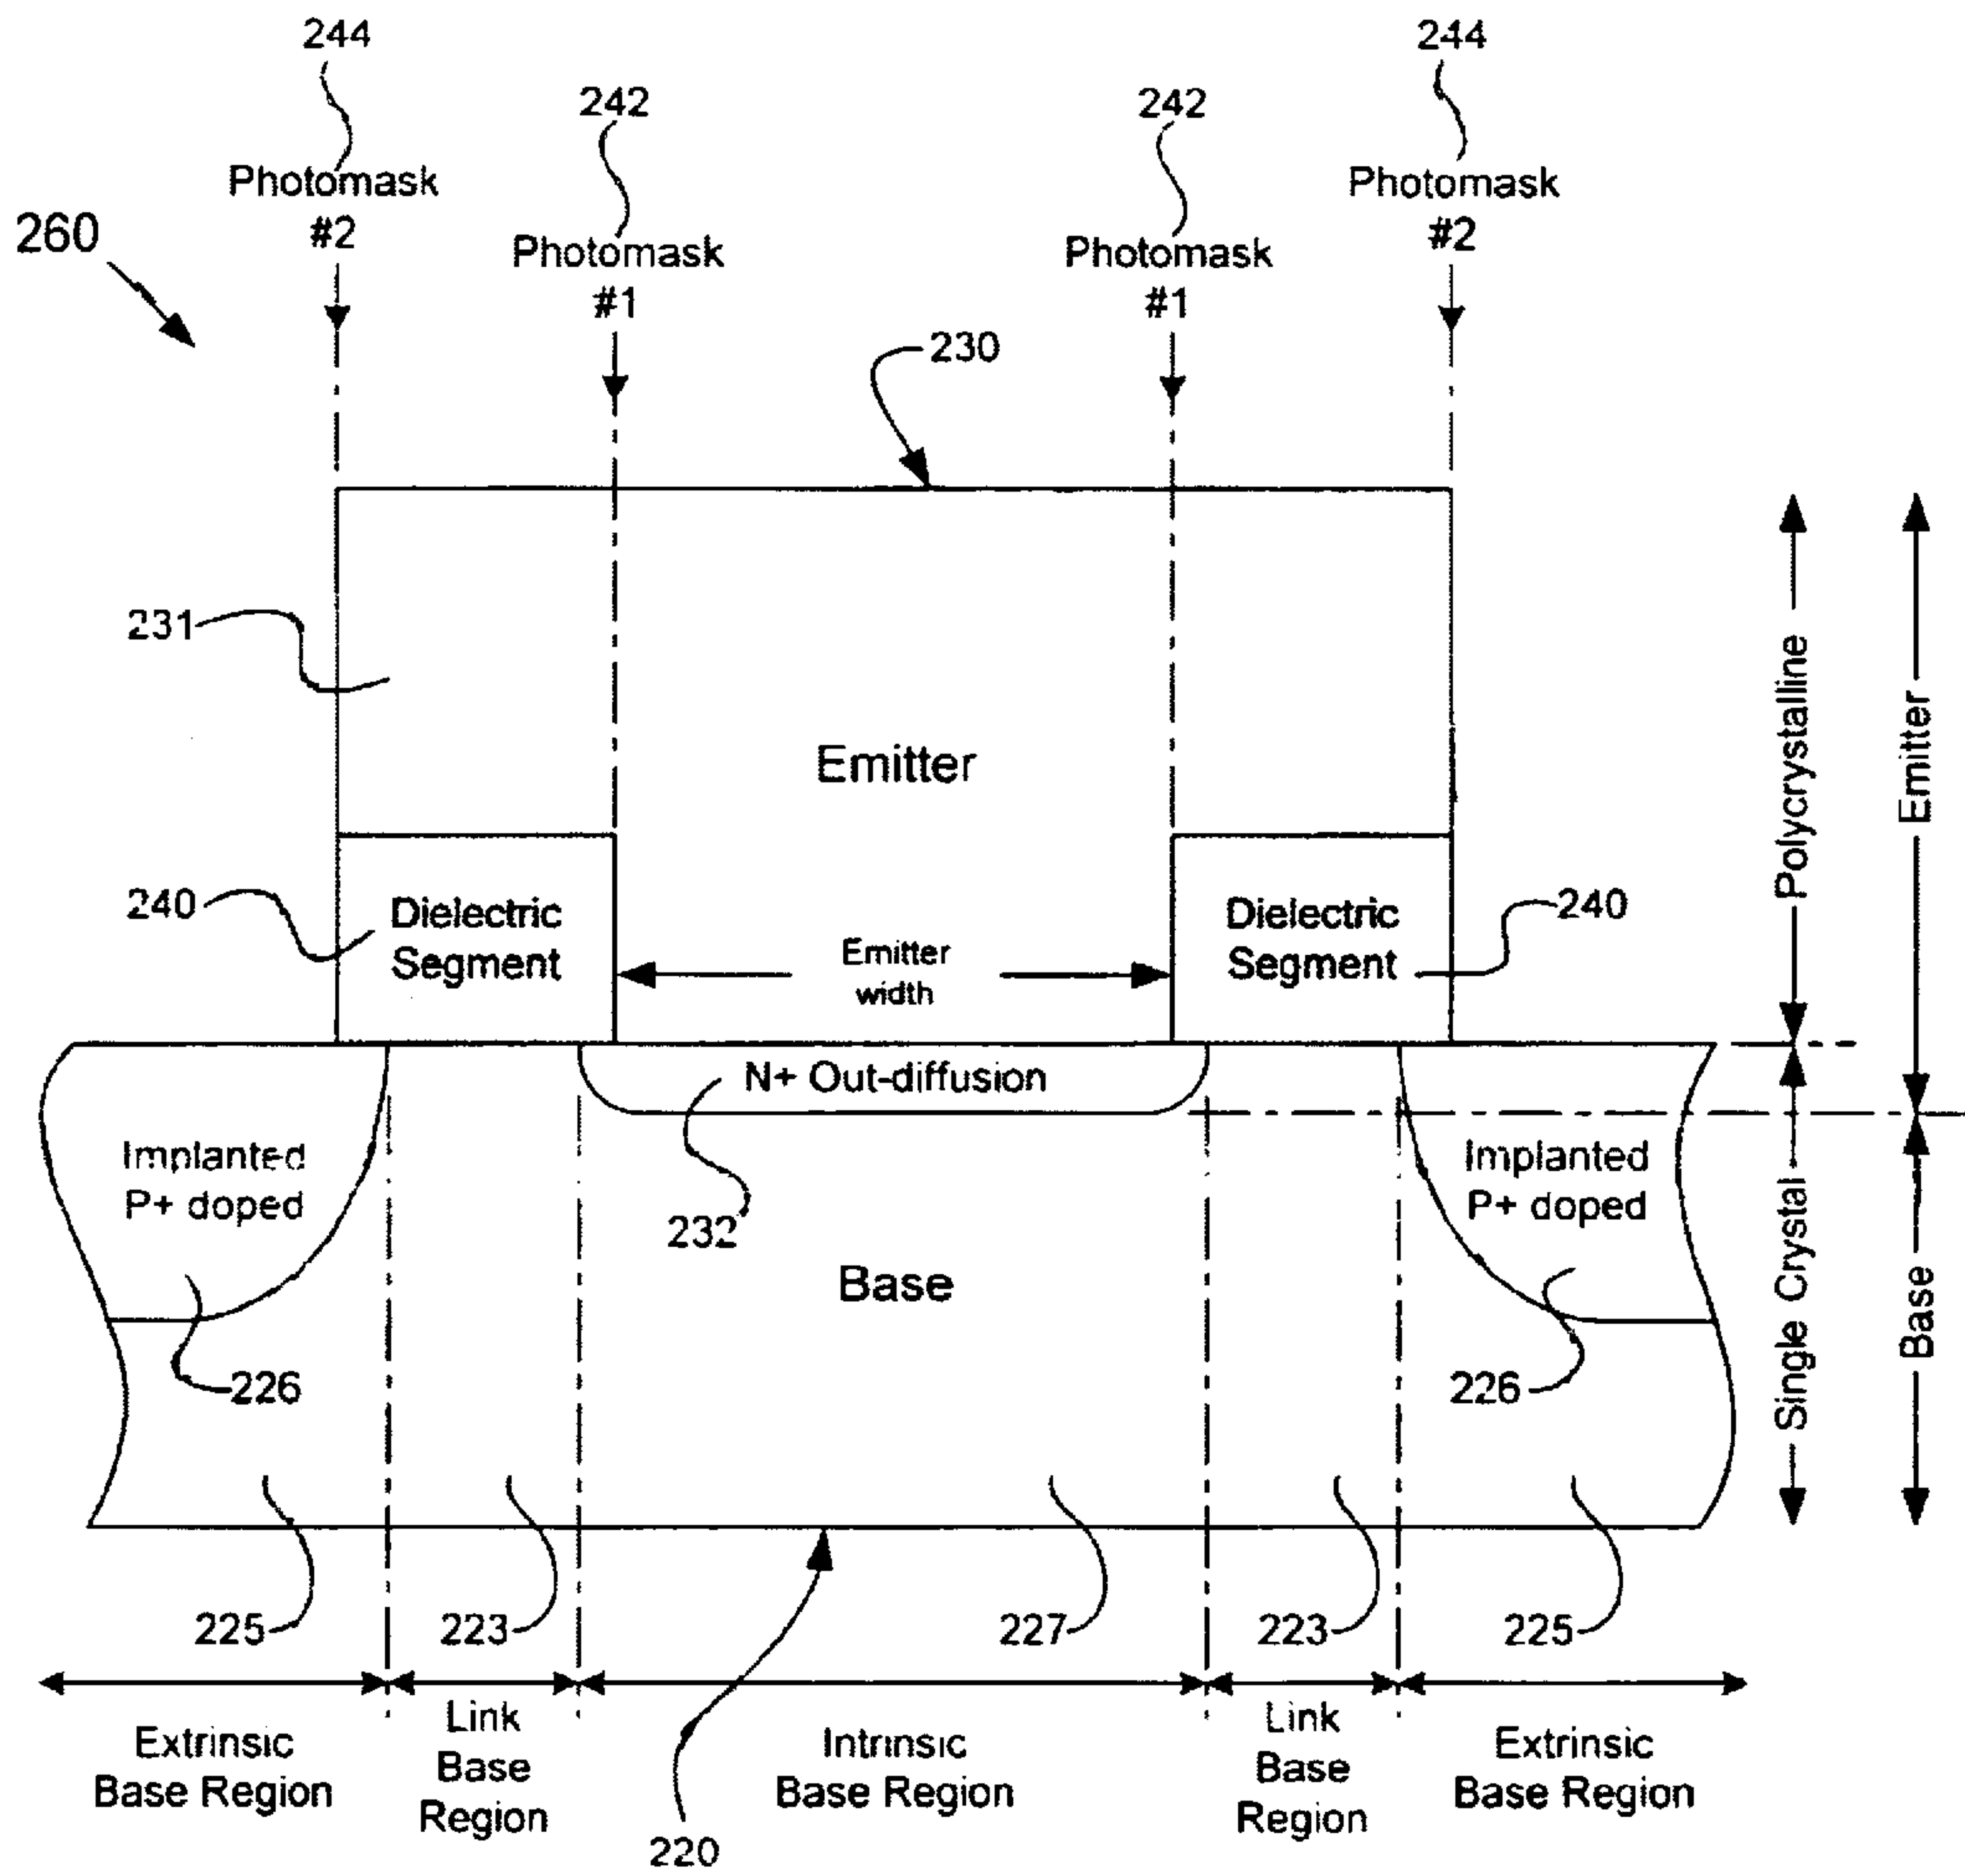 244
244
242
242
Photomask
#2
Photomask
#2
260
Photomask
#1
Photomask
#1
230
231
Emitter
Polycrystalline
Emitter
240
Dielectric
Segment
Emitter
width
Dielectric
Segment
240
N+ Out-diffusion
Implanted
P+ doped
232
Implanted
P+ doped
Base
Single Crystal
Base
226
226
225
223
227
223
225
Extrinsic
Base Region
Link
Base
Region
Intrinsic
Base Region
Link
Base
Region
Extrinsic
Base Region
220